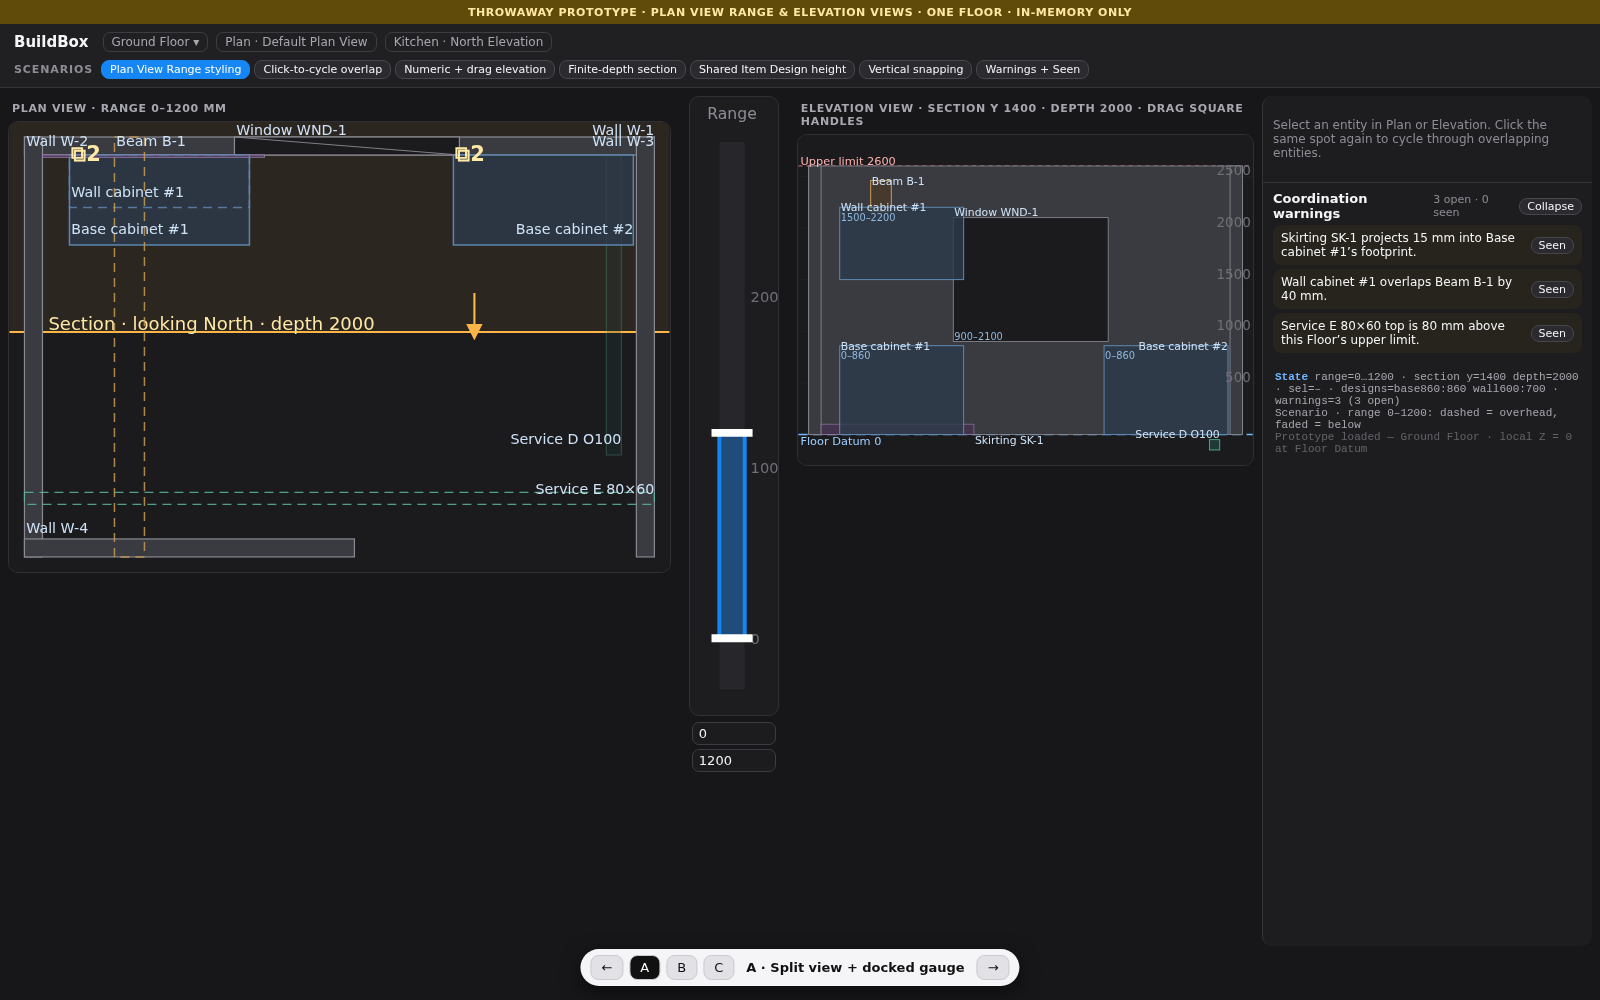 THROWAWAY PROTOTYPE · PLAN VIEW RANGE & ELEVATION VIEWS · ONE FLOOR · IN-MEMORY ONLY
BuildBox
Ground Floor ▾
Plan · Default Plan View
Kitchen · North Elevation
SCENARIOS
Plan View Range styling
Click-to-cycle overlap
Numeric + drag elevation
Finite-depth section
Shared Item Design height
Vertical snapping
Warnings + Seen
PLAN VIEW · RANGE 0–1200 MM
Wall W-2
Beam B-1
Window WND-1
Wall W-1
Wall W-3
⧉2
⧉2
Wall cabinet #1
Base cabinet #1
Base cabinet #2
Section · looking North · depth 2000
Service D O100
Service E 80×60
Wall W-4
Range
200
100
0
0
1200
ELEVATION VIEW · SECTION Y 1400 · DEPTH 2000 · DRAG SQUARE
HANDLES
Upper limit 2600
2500
Beam B-1
Wall cabinet #1
1500–2200
Window WND-1
2000
1500
1000
900–2100
Base cabinet #1
0–860
Base cabinet #2
0–860
500
Floor Datum 0
Skirting SK-1
Service D O100
Select an entity in Plan or Elevation. Click the
same spot again to cycle through overlapping
entities.
Coordination
warnings
3 open · 0
seen
Collapse
Skirting SK-1 projects 15 mm into Base
cabinet #1’s footprint.
Seen
Wall cabinet #1 overlaps Beam B-1 by
40 mm.
Seen
Service E 80×60 top is 80 mm above
this Floor’s upper limit.
Seen
State range=0…1200 · section y=1400 depth=2000
· sel=– · designs=base860:860 wall600:700 ·
warnings=3 (3 open)
Scenario · range 0–1200: dashed = overhead,
faded = below
Prototype loaded — Ground Floor · local Z = 0
at Floor Datum
←
A
B
C
A · Split view + docked gauge
→